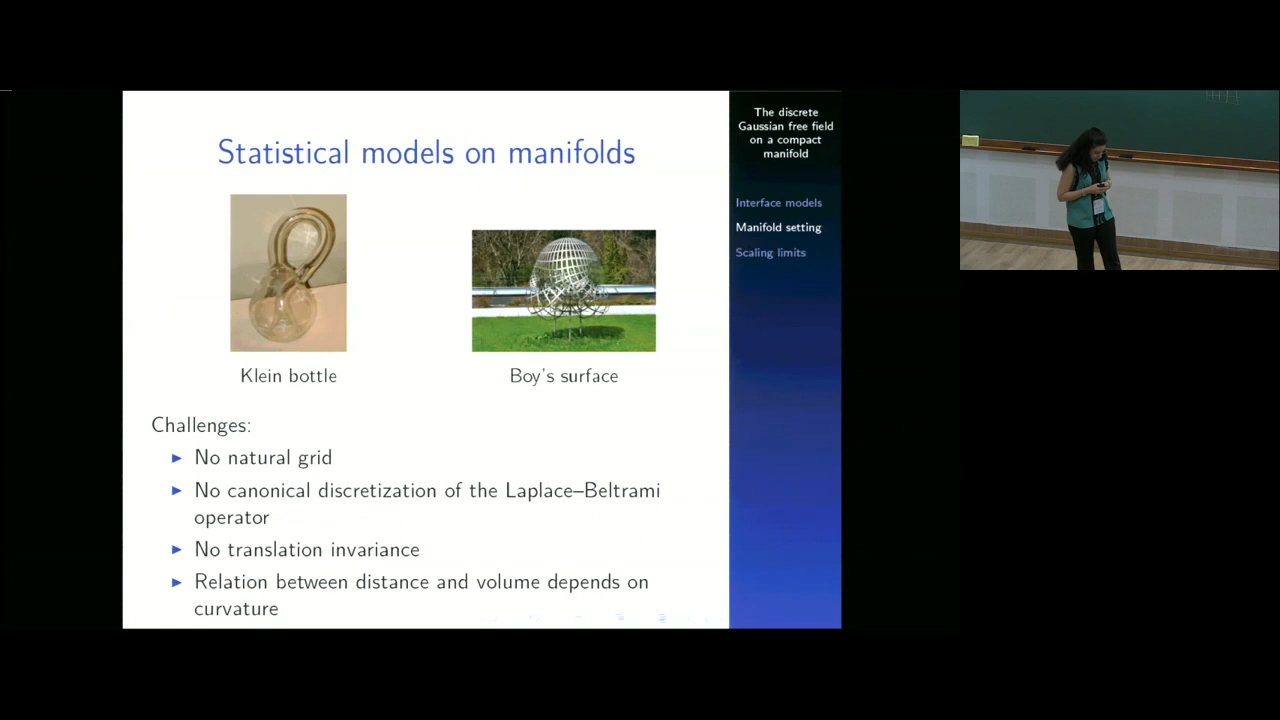 Statistical models on manifolds
Klein bottle
Boy's surface
Challenges:
► No natural grid
► No canonical discretization of the Laplace–Beltrami
operator
► No translation invariance
► Relation between distance and volume depends on
curvature
The discrete
Gaussian free field
on a compact
manifold
Interface models
Manifold setting
Scaling limits